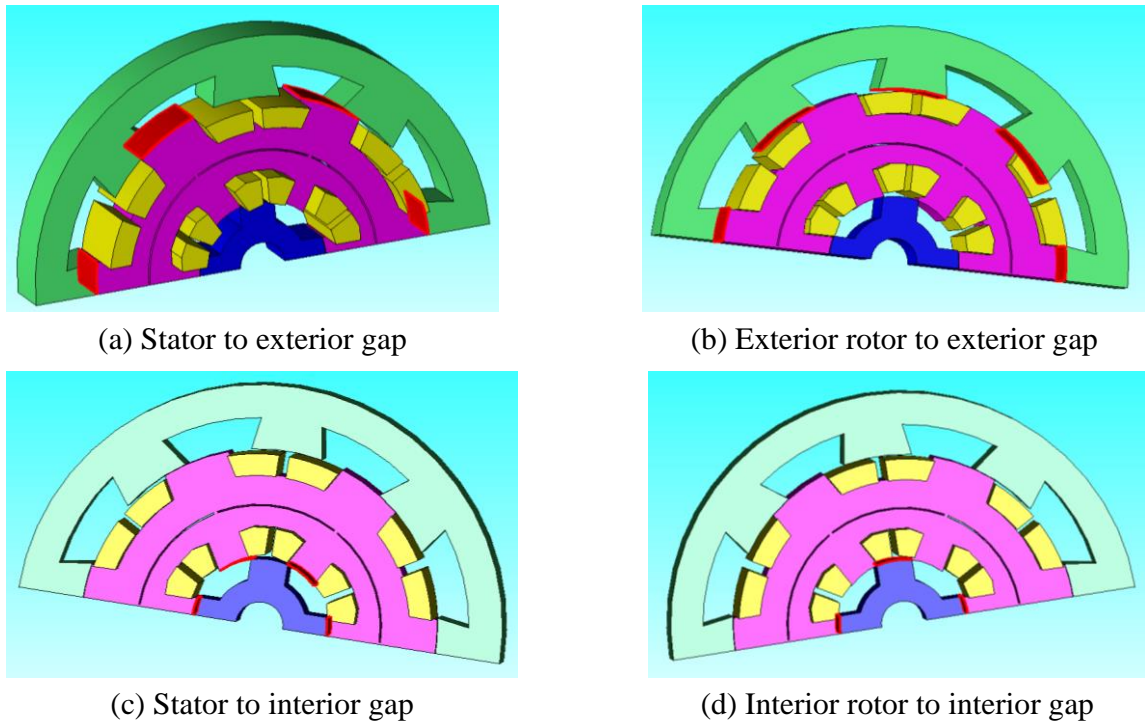 (a) Stator to exterior gap
(b) Exterior rotor to exterior gap
(c) Stator to interior gap
(d) Interior rotor to interior gap